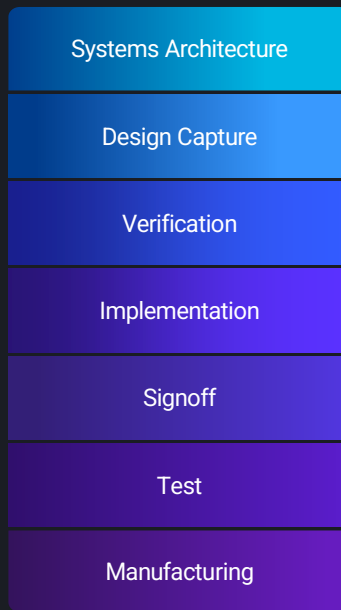 Systems Architecture
Design Capture
Verification
Implementation
Signoff
Test
Manufacturing